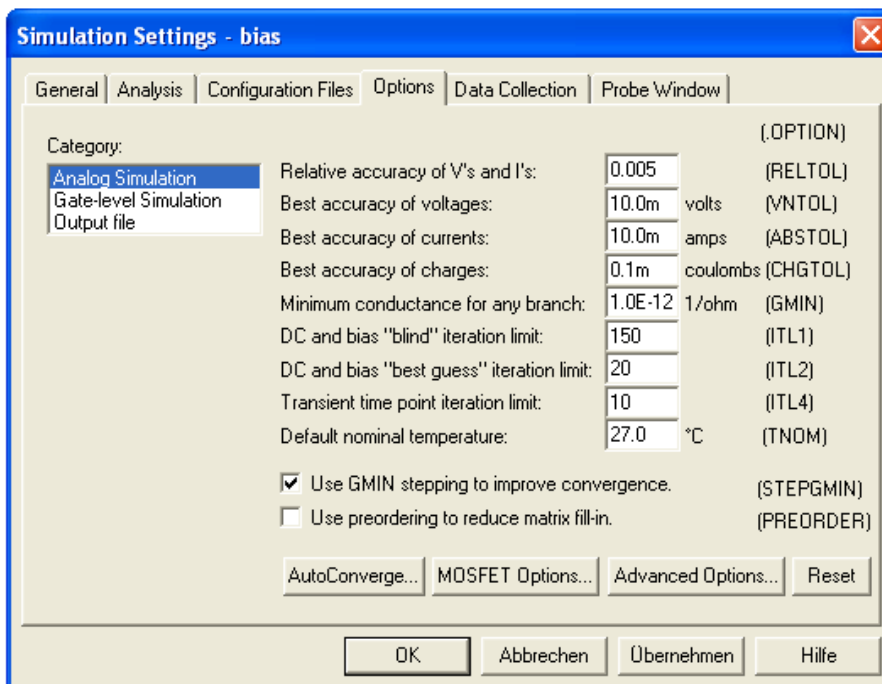 Simulation Settings - bias
General Analysis Configuration Files Options Data Collection Probe Window
(.OPTION)
Category:
Analog Simulation
Gate-level Simulation
Output file
Relative accuracy of V's and I's: 0.005 (RELTOL)
Best accuracy of voltages: 10.0m volts (VNTOL)
Best accuracy of currents: 10.0m amps (ABSTOL)
Best accuracy of charges: 0.1m coulombs (CHGTOL)
Minimum conductance for any branch: 1.0E-12 1/ohm (GMIN)
DC and bias "blind" iteration limit: 150 (ITL1)
DC and bias "best guess" iteration limit: 20 (ITL2)
Transient time point iteration limit: 10 (ITL4)
Default nominal temperature: 27.0 °C (TNOM)
Use GMIN stepping to improve convergence. (STEPGMIN)
Use preordering to reduce matrix fill-in. (PREORDER)
AutoConverge... MOSFET Options... Advanced Options... Reset
OK Abbrechen Übernehmen Hilfe